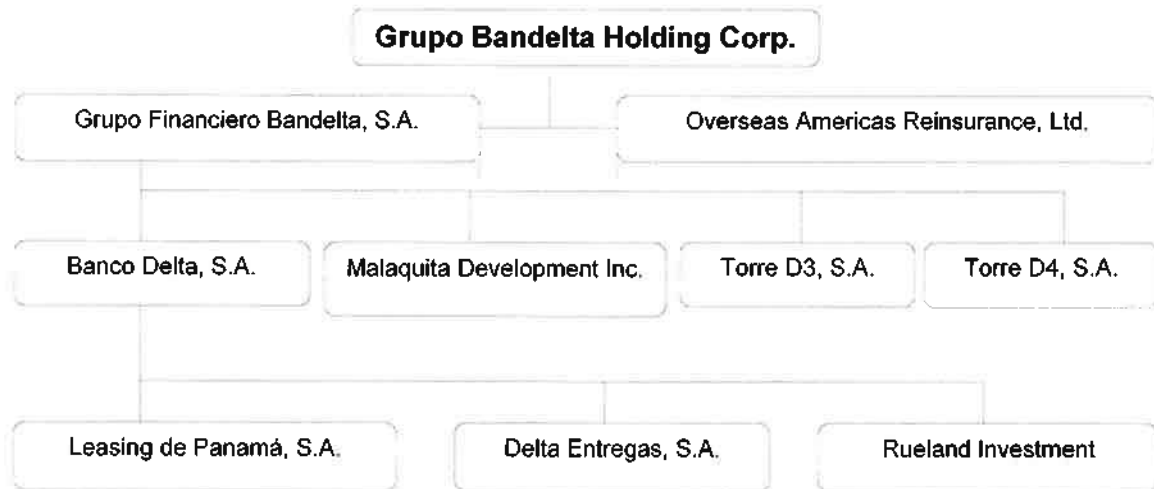 Grupo Bandelta Holding Corp.
Grupo Financiero Bandelta, S.A.
Overseas Americas Reinsurance, Ltd.
Banco Delta, S.A.
Malaquita Development Inc.
Torre D3, S.A.
Torre D4, S.A.
Leasing de Panamá, S.A.
Delta Entregas, S.A.
Rueland Investment